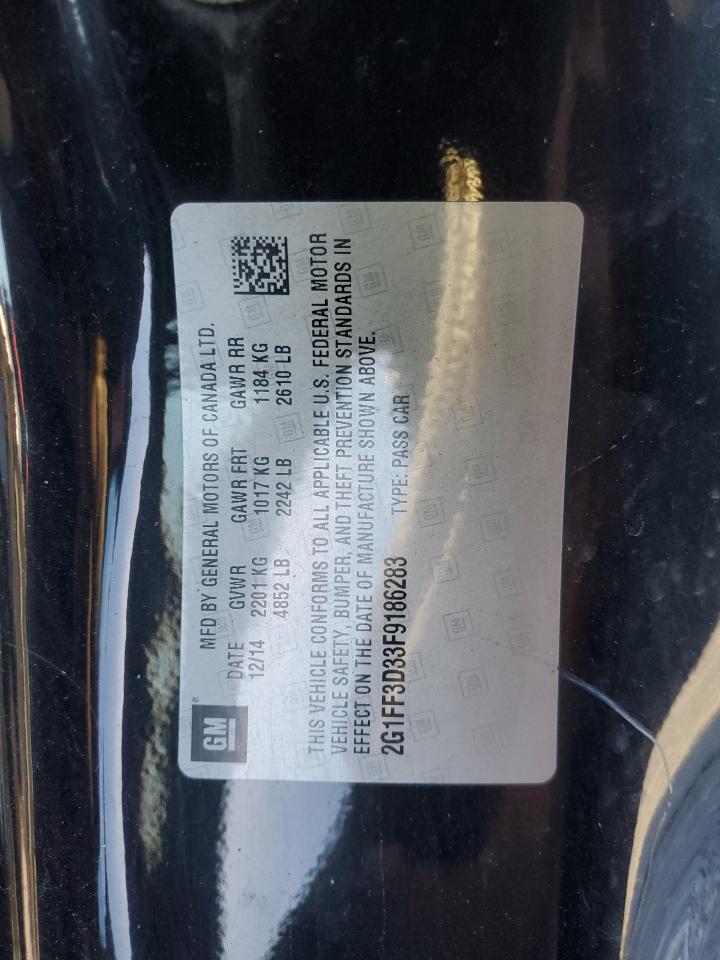 GM®
MFD BY GENERAL MOTORS OF CANADA LTD.
DATE GVWR GAWR FRT GAWR RR
12/14 2201 KG 1017 KG 1184 KG
4852 LB 2242 LB 2610 LB
THIS VEHICLE CONFORMS TO ALL APPLICABLE U.S. FEDERAL MOTOR
VEHICLE SAFETY, BUMPER, AND THEFT PREVENTION STANDARDS IN
EFFECT ON THE DATE OF MANUFACTURE SHOWN ABOVE.
2G1FF3D33F9186283 TYPE: PASS CAR